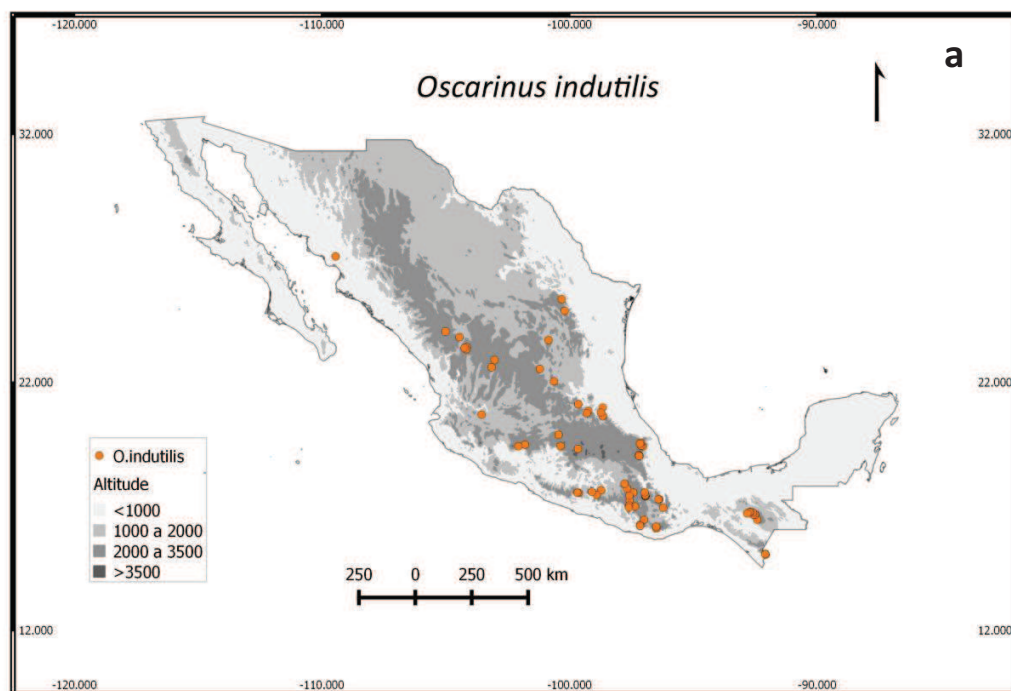 -120.000 -110.000 -100.000 -90.000
a
Oscarinus indutilis
32.000 32.000
22.000 22.000
O.indutilis
Altitude
<1000
1000 a 2000
2000 a 3500
>3500
250 0 250 500 km
12.000 12.000
-120.000 -110.000 -100.000 -90.000